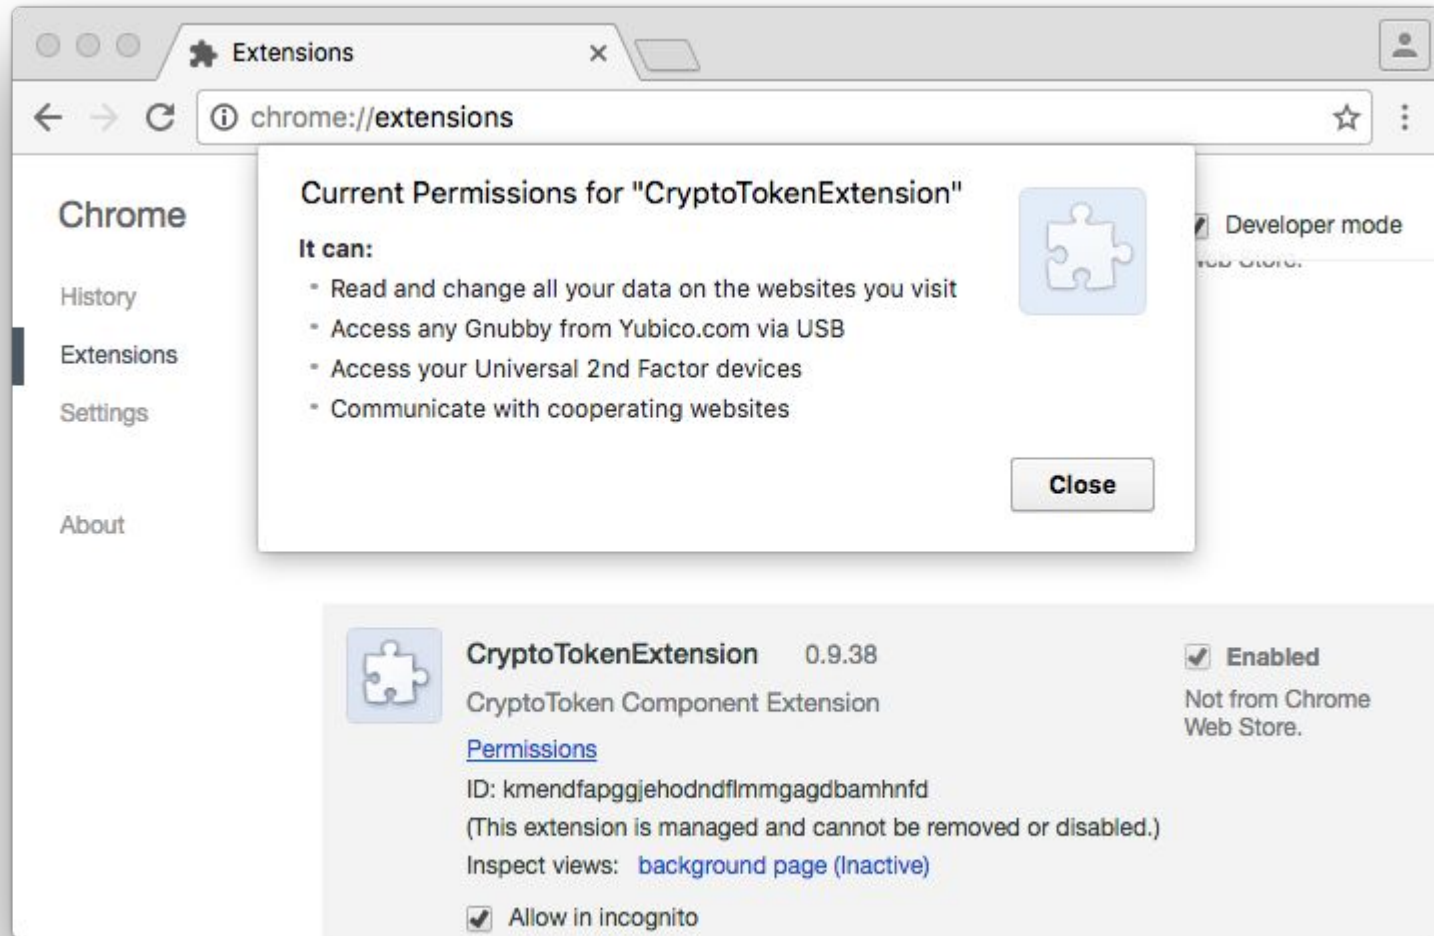 Extensions
chrome://extensions
Chrome
History
Extensions
Settings
About
Current Permissions for "CryptoTokenExtension"
It can:
Read and change all your data on the websites you visit
Access any Gnubby from Yubico.com via USB
Access your Universal 2nd Factor devices
Communicate with cooperating websites
Close
Developer mode
Web Store.
CryptoTokenExtension 0.9.38
CryptoToken Component Extension
Permissions
ID: kmendfapggjehodndflmmgagdbamhnfd
(This extension is managed and cannot be removed or disabled.)
Inspect views: background page (Inactive)
Allow in incognito
Enabled
Not from Chrome
Web Store.